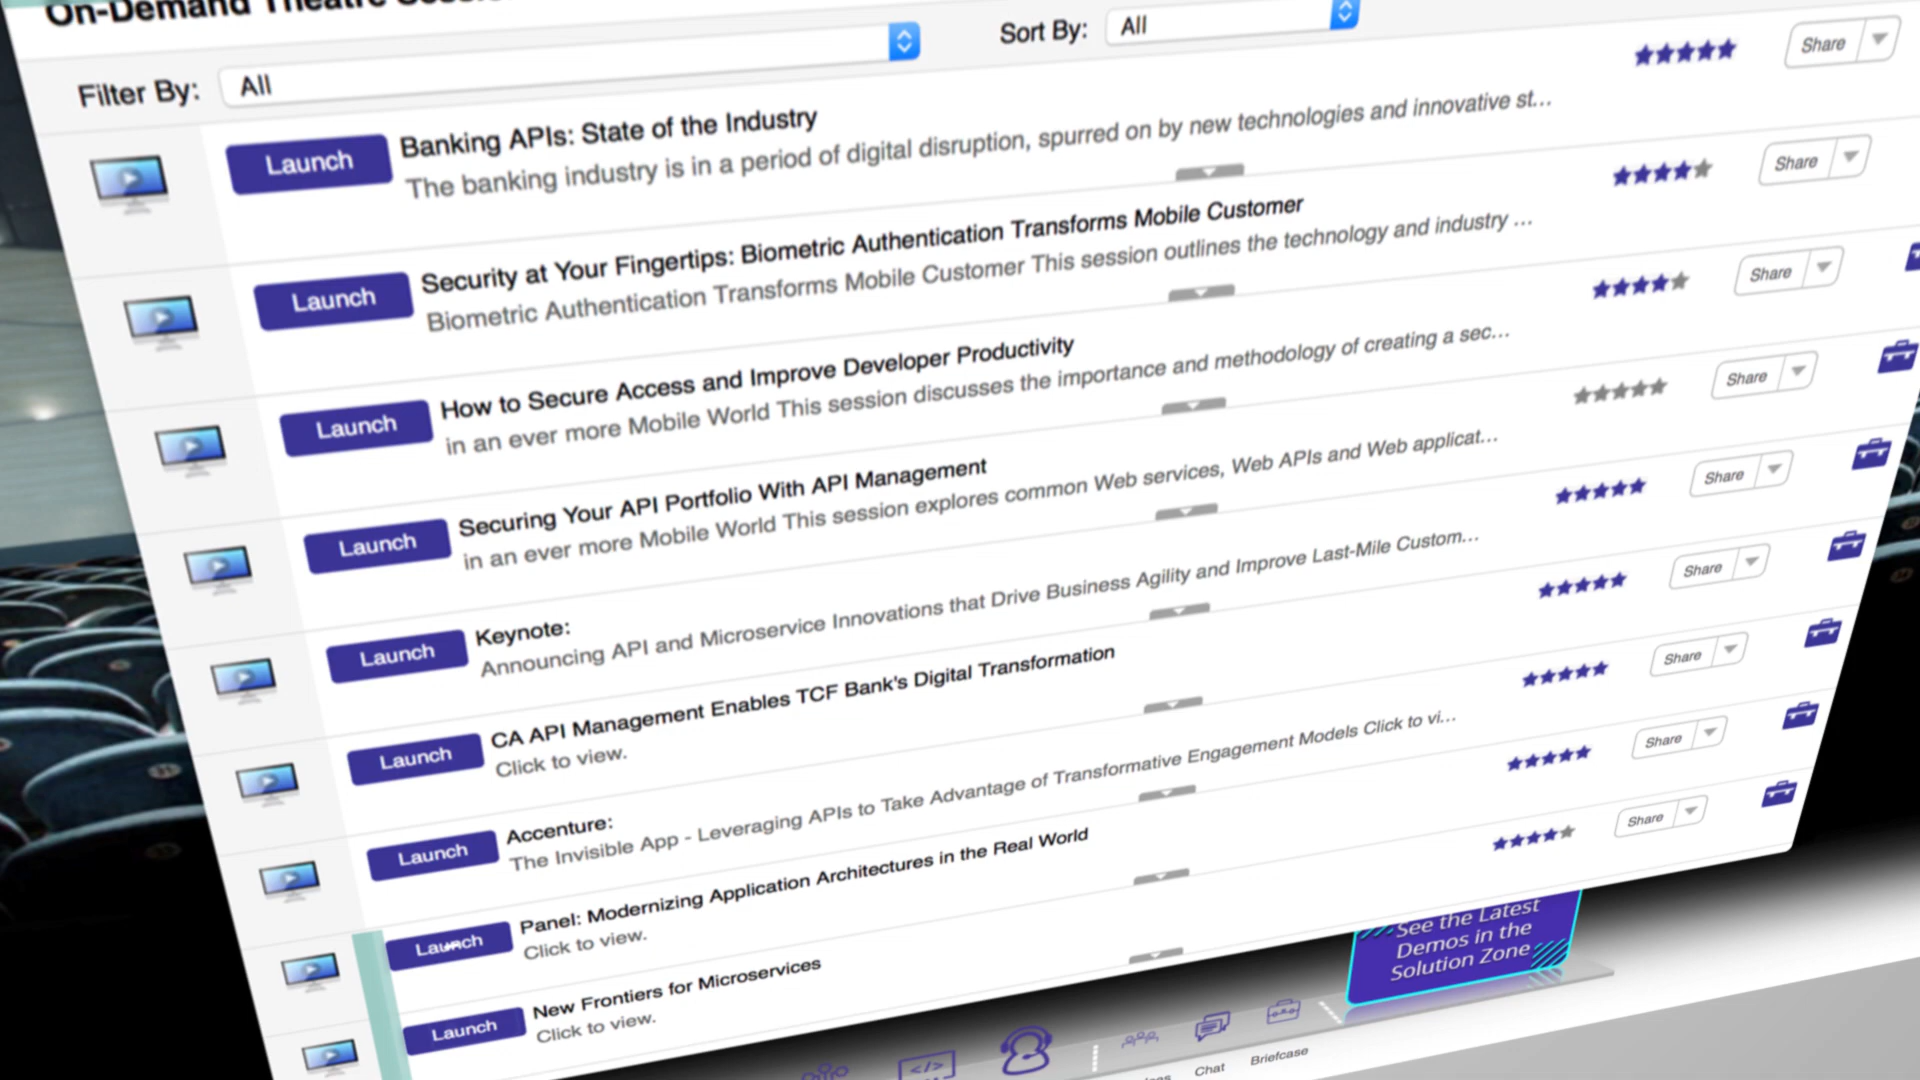 On-Demand Theatre
Filter By: All
Sort By: All
Launch
Banking APIs: State of the Industry
The banking industry is in a period of digital disruption, spurred on by new technologies and innovative st...
Share
Launch
Security at Your Fingertips: Biometric Authentication Transforms Mobile Customer
Biometric Authentication Transforms Mobile Customer This session outlines the technology and industry ...
Share
Launch
How to Secure Access and Improve Developer Productivity
in an ever more Mobile World This session discusses the importance and methodology of creating a sec...
Share
Launch
Securing Your API Portfolio With API Management
in an ever more Mobile World This session explores common Web services, Web APIs and Web applicat...
Share
Launch
Keynote:
Announcing API and Microservice Innovations that Drive Business Agility and Improve Last-Mile Custom...
Share
Launch
CA API Management Enables TCF Bank's Digital Transformation
Click to view.
Share
Launch
Accenture:
The Invisible App - Leveraging APIs to Take Advantage of Transformative Engagement Models Click to vi...
Share
Launch
Panel: Modernizing Application Architectures in the Real World
Click to view.
Share
Launch
New Frontiers for Microservices
Click to view.
Share
See the Latest
Demos in the
Solution Zone
Chat
Briefcase